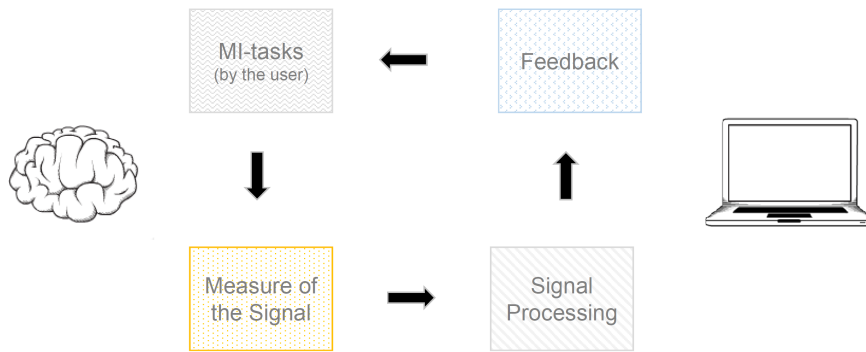 MI-tasks
(by the user)
Feedback
Measure of
the Signal
Signal
Processing